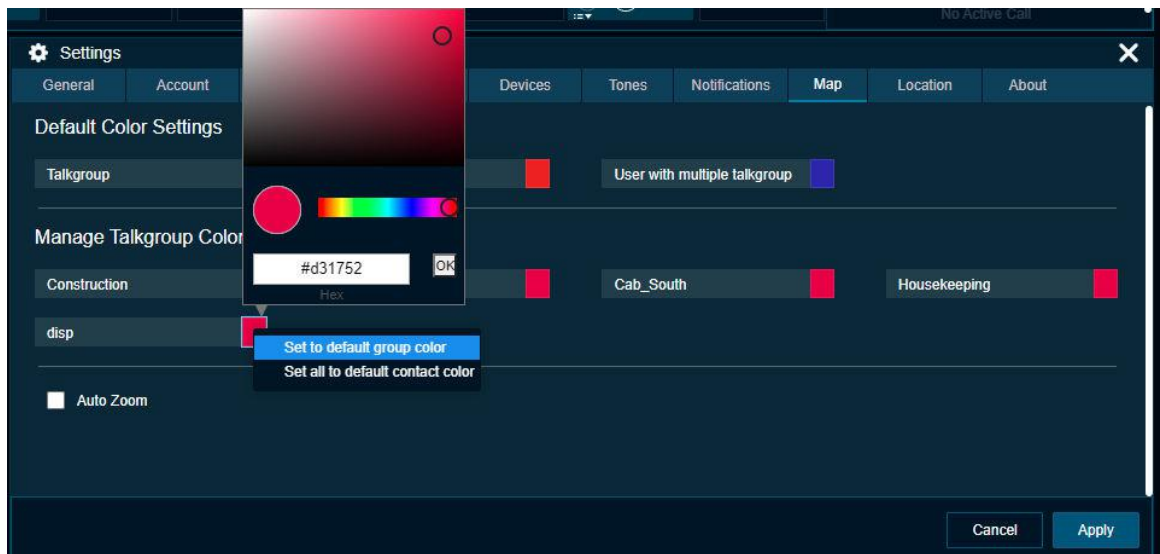 No Active Call
Settings
General Account Devices Tones Notifications Map Location About
Default Color Settings
Talkgroup User with multiple talkgroup
Manage Talkgroup Color
#d31752 OK
Hex
Construction Cab_South Housekeeping
disp
Set to default group color
Set all to default contact color
Auto Zoom
Cancel Apply